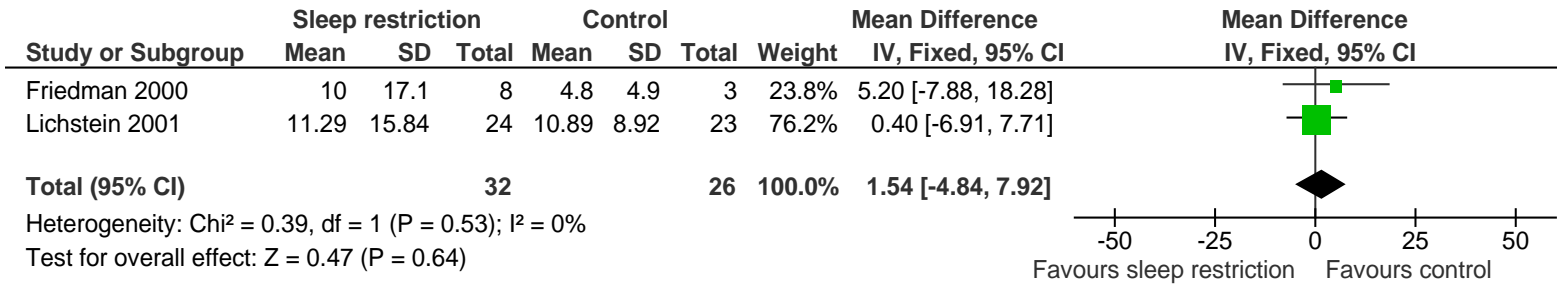 Sleep restriction Control Mean Difference Mean Difference
Study or Subgroup Mean SD Total Mean SD Total Weight IV, Fixed, 95% CI IV, Fixed, 95% CI
Friedman 2000 10 17.1 8 4.8 4.9 3 23.8% 5.20 [-7.88, 18.28]
Lichstein 2001 11.29 15.84 24 10.89 8.92 23 76.2% 0.40 [-6.91, 7.71]
Total (95% CI) 32 26 100.0% 1.54 [-4.84, 7.92]
Heterogeneity: Chi² = 0.39, df = 1 (P = 0.53); I² = 0%
Test for overall effect: Z = 0.47 (P = 0.64)
-50 -25 0 25 50
Favours sleep restriction Favours control